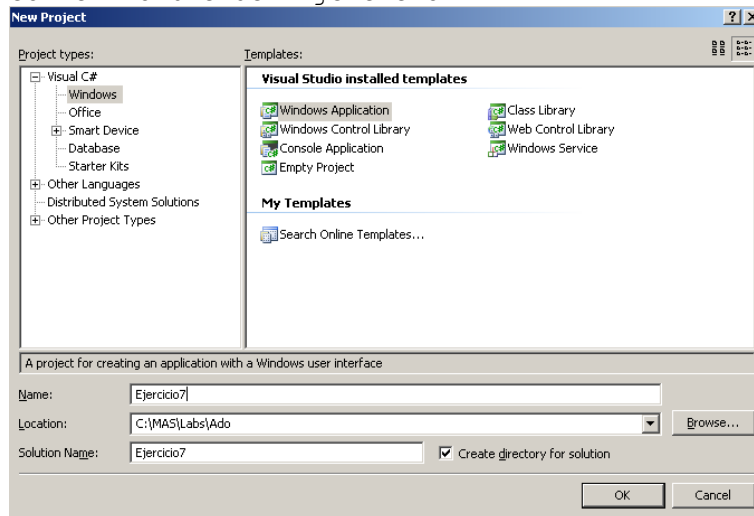 New Project
Project types:
Templates:
Visual C#
Windows
Office
Smart Device
Database
Starter Kits
Other Languages
Distributed System Solutions
Other Project Types
Visual Studio installed templates
Windows Application
Class Library
Windows Control Library
Web Control Library
Console Application
Windows Service
Empty Project
My Templates
Search Online Templates...
A project for creating an application with a Windows user interface
Name:
Ejercicio7
Location:
C:\MAS\Labs\Ado
Browse...
Solution Name:
Ejercicio7
Create directory for solution
OK
Cancel